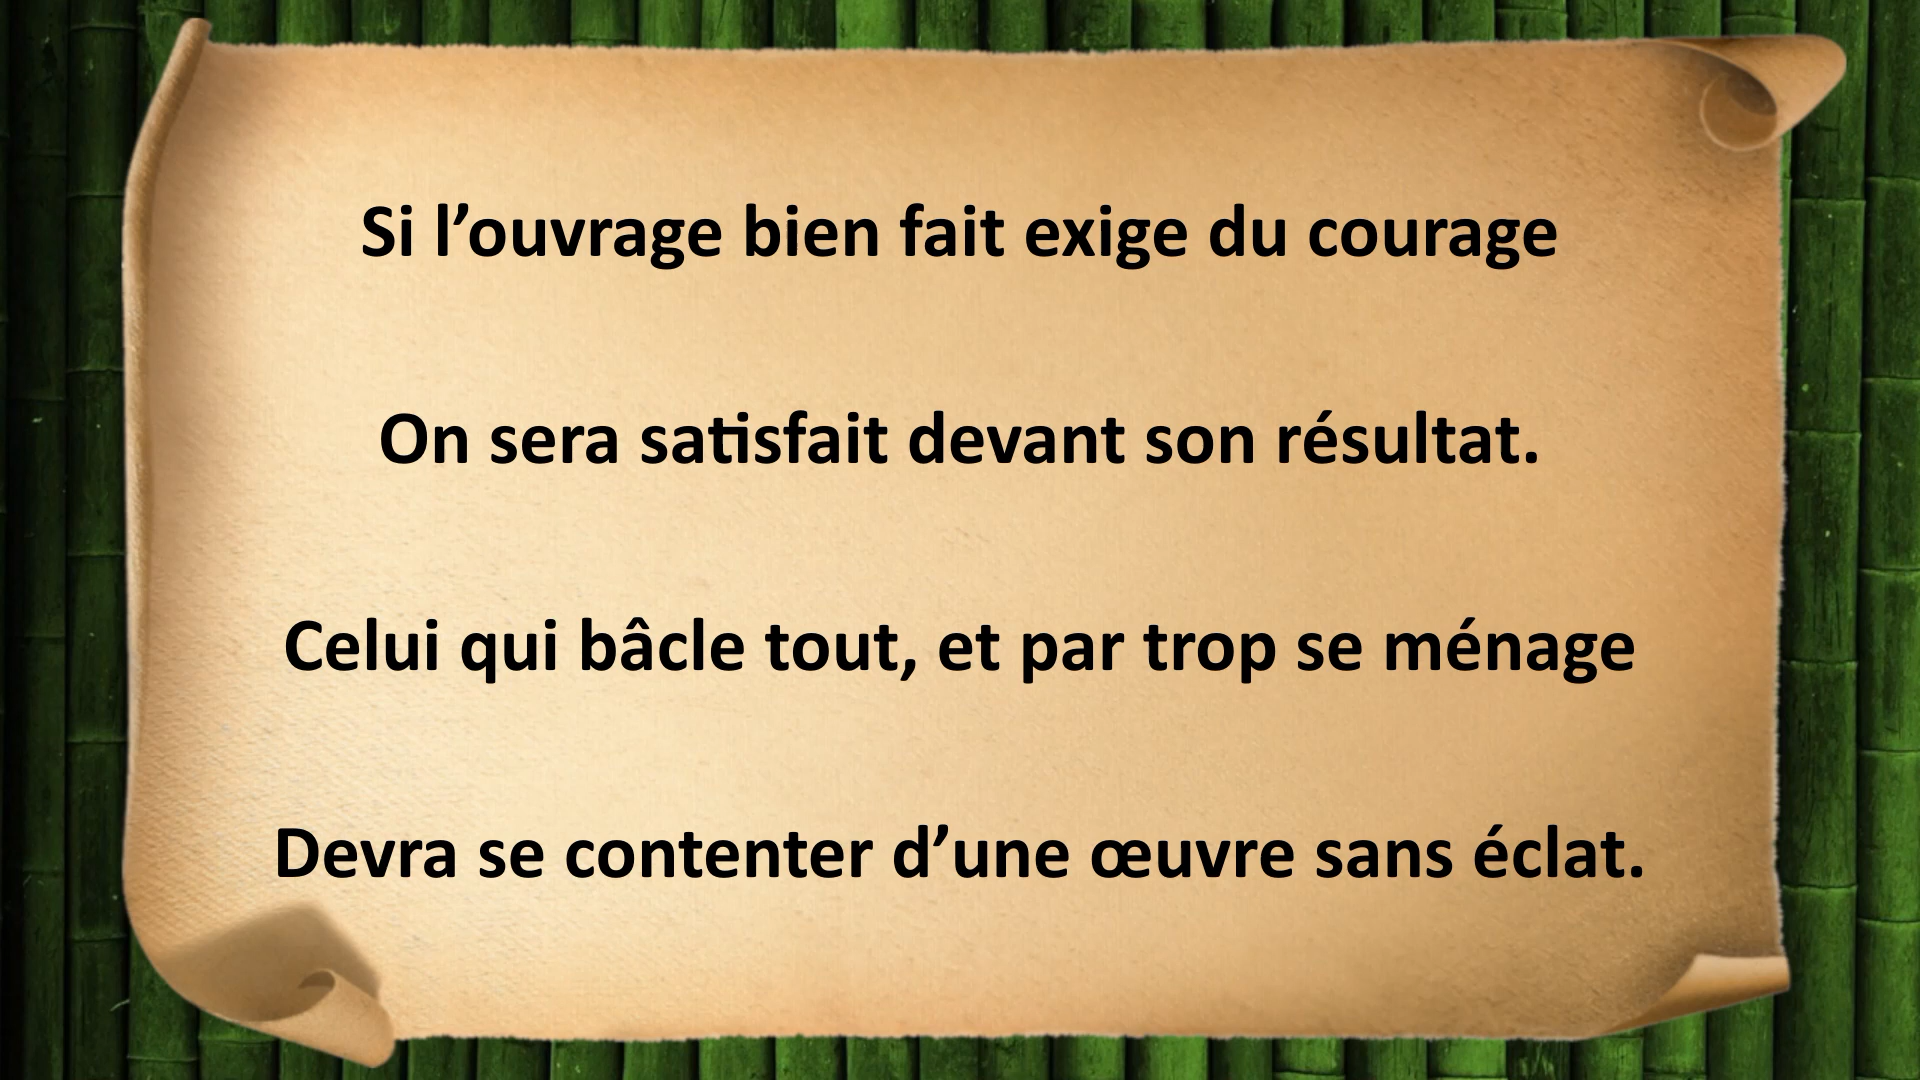 Si l’ouvrage bien fait exige du courage
On sera satisfait devant son résultat.
Celui qui bâcle tout, et par trop se ménage
Devra se contenter d’une œuvre sans éclat.